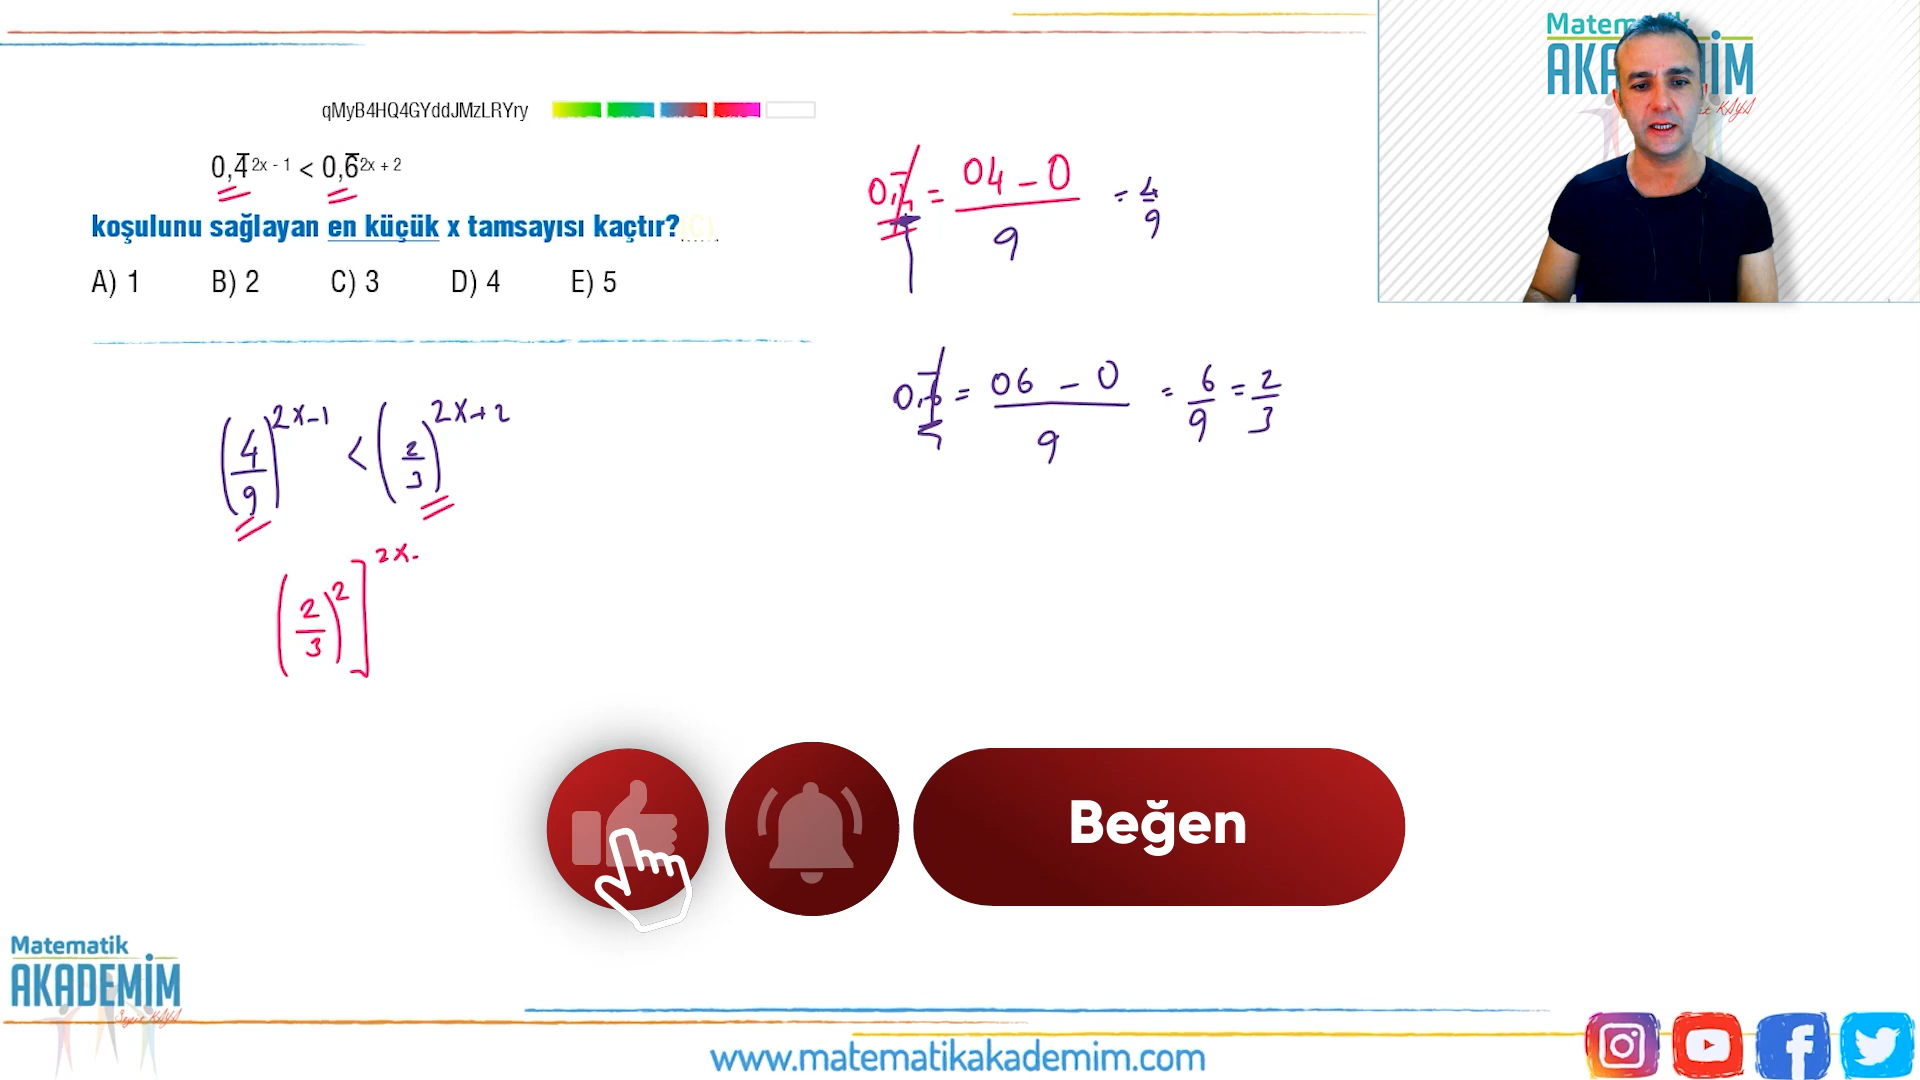 Matematik
AKADEMİM
qMyB4HQ4GYddJMzLRYry
0,4̅ 2x - 1 < 0,6̅ 2x + 2
koşulunu sağlayan en küçük x tamsayısı kaçtır? (C)
A) 1 B) 2 C) 3 D) 4 E) 5
0,4̅ = 04 - 0 / 9 = 4/9
0,6̅ = 06 - 0 / 9 = 6/9 = 2/3
(4/9)^2x-1 < (2/3)^2x+2
(2/3)^2]^2x-
Beğen
Matematik
AKADEMİM
Seyit KAYA
www.matematikakademim.com